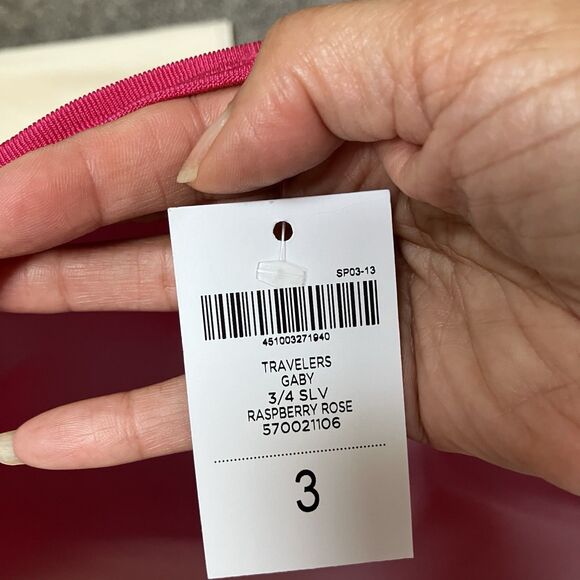 SP03-13
451003271940
TRAVELERS
GABY
3/4 SLV
RASPBERRY ROSE
570021106
3